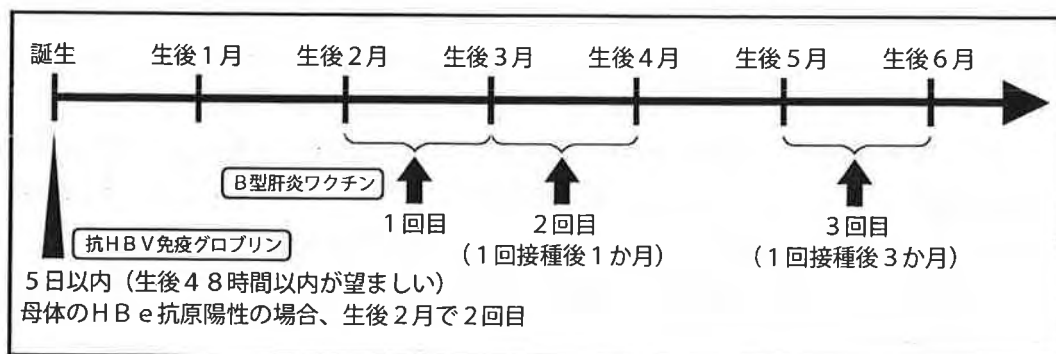 誕生 生後1月 生後2月 生後3月 生後4月 生後5月 生後6月
B型肝炎ワクチン
1回目 2回目 3回目
(1回接種後1か月) (1回接種後3か月)
抗HBV免疫グロブリン
5日以内(生後48時間以内が望ましい)
母体のHBe抗原陽性の場合、生後2月で2回目